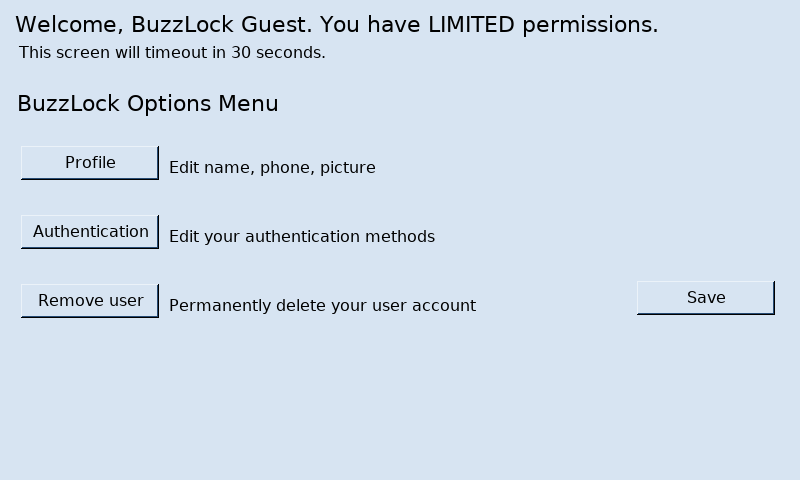 Welcome, BuzzLock Guest. You have LIMITED permissions.
This screen will timeout in 30 seconds.
BuzzLock Options Menu
Profile Edit name, phone, picture
Authentication Edit your authentication methods
Remove user Permanently delete your user account Save